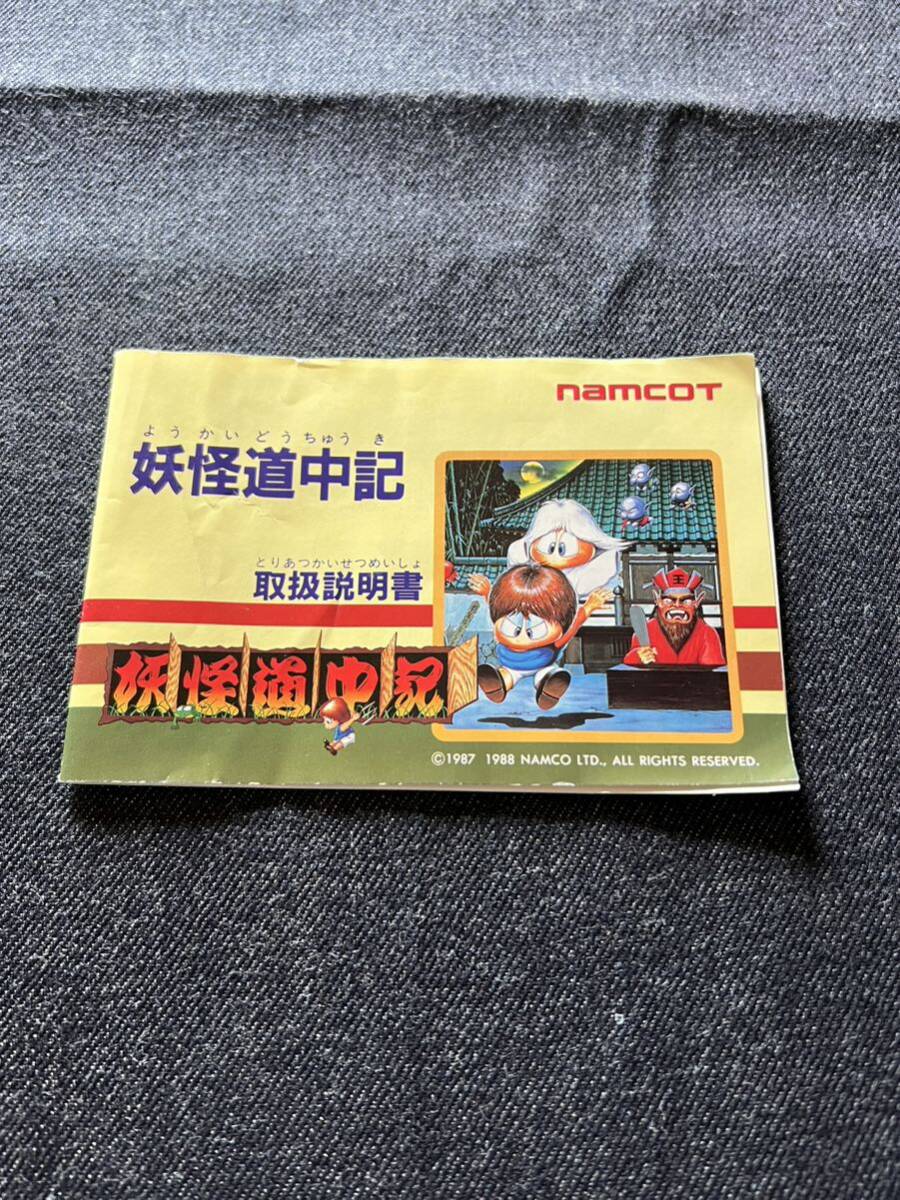 namcoT
ようかいどうちゅうき
妖怪道中記
とりあつかいせつめいしょ
取扱説明書
王
妖怪道中記
©1987 1988 NAMCO LTD., ALL RIGHTS RESERVED.